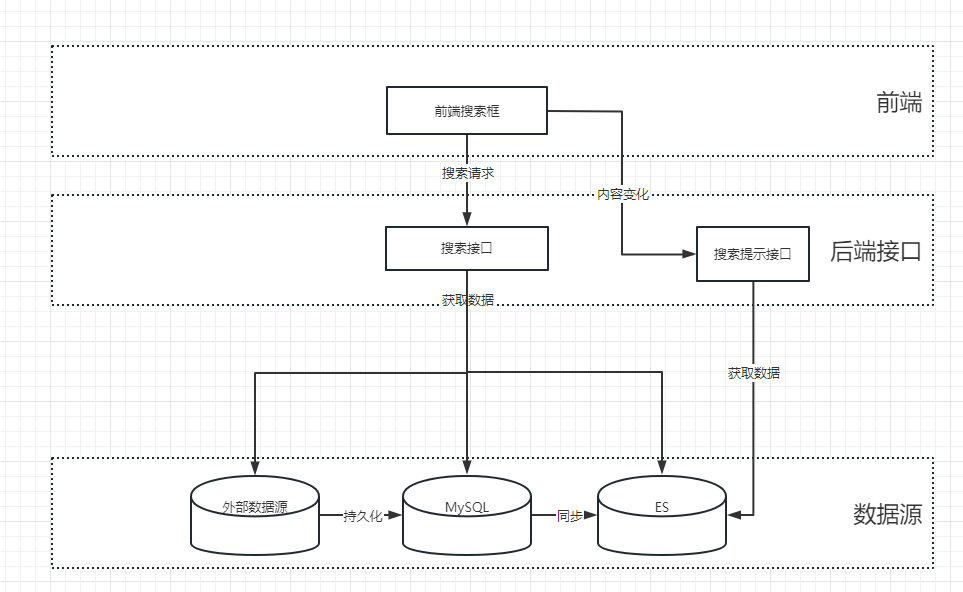 前端搜索框
前端
搜索请求
内容变化
搜索接口
搜索提示接口
后端接口
获取数据
获取数据
外部数据源
持久化
MySQL
同步
ES
数据源